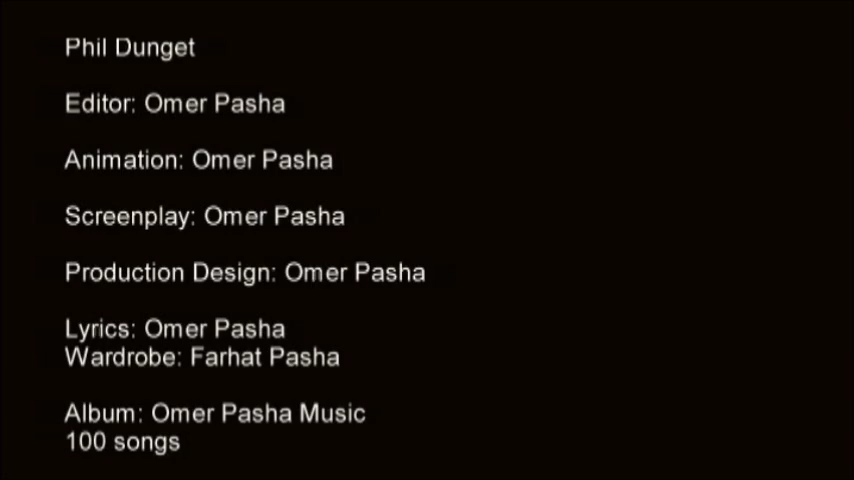 Phil Dunget
Editor: Omer Pasha
Animation: Omer Pasha
Screenplay: Omer Pasha
Production Design: Omer Pasha
Lyrics: Omer Pasha
Wardrobe: Farhat Pasha
Album: Omer Pasha Music
100 songs